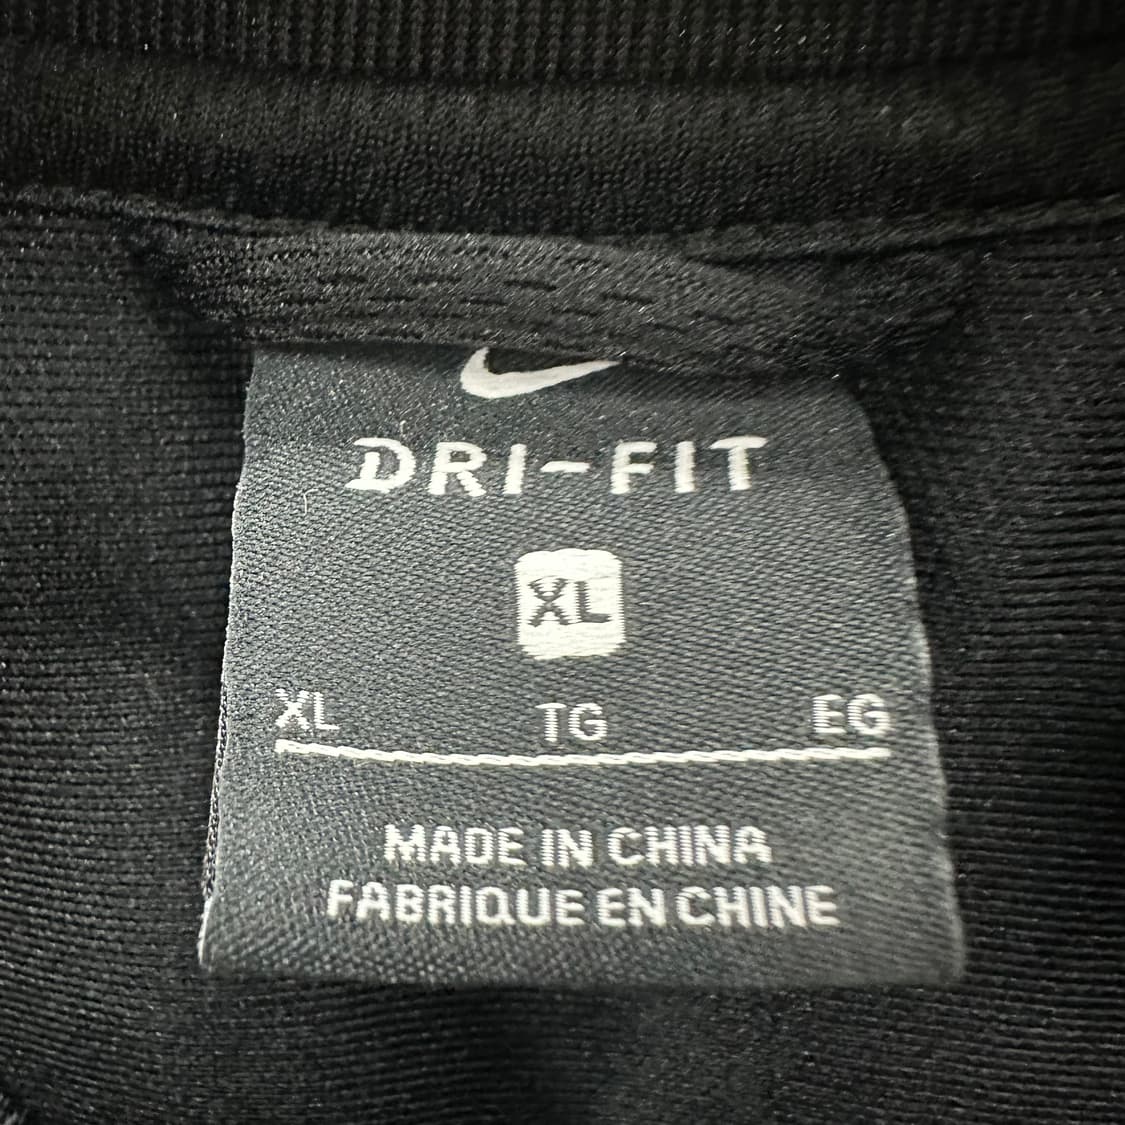 DRI-FIT
XL
XL TG EG
MADE IN CHINA
FABRIQUE EN CHINE